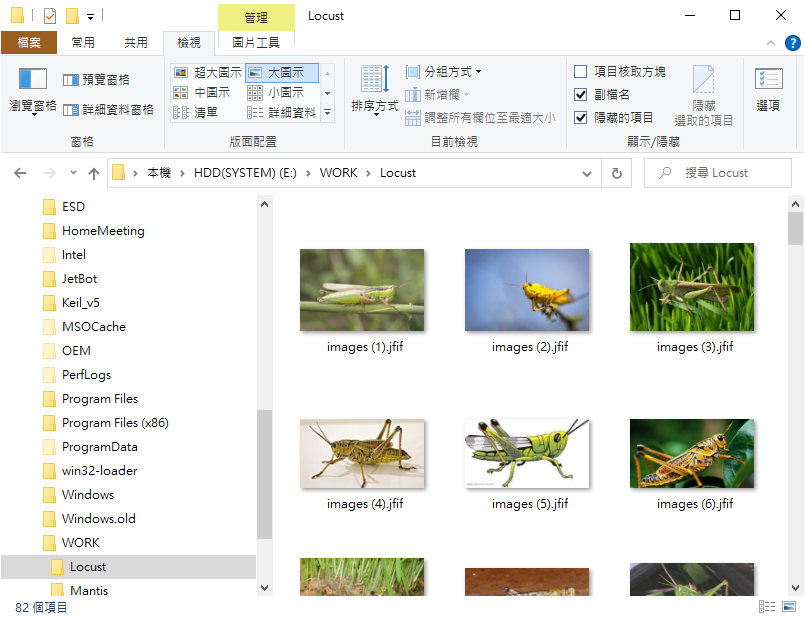 管理
Locust
檔案
常用
共用
檢視
圖片工具
瀏覽窗格
預覽窗格
詳細資料窗格
窗格
超大圖示
大圖示
中圖示
小圖示
清單
詳細資料
版面配置
排序方式
分組方式
新增欄
調整所有欄位至最適大小
目前檢視
項目核取方塊
副檔名
隱藏的項目
隱藏
選取的項目
顯示/隱藏
選項
本機 > HDD(SYSTEM) (E:) > WORK > Locust
搜尋 Locust
ESD
HomeMeeting
Intel
JetBot
Keil_v5
MSOCache
OEM
PerfLogs
Program Files
Program Files (x86)
ProgramData
win32-loader
Windows
Windows.old
WORK
Locust
Mantis
images (1).jfif
images (2).jfif
images (3).jfif
images (4).jfif
images (5).jfif
images (6).jfif
82 個項目